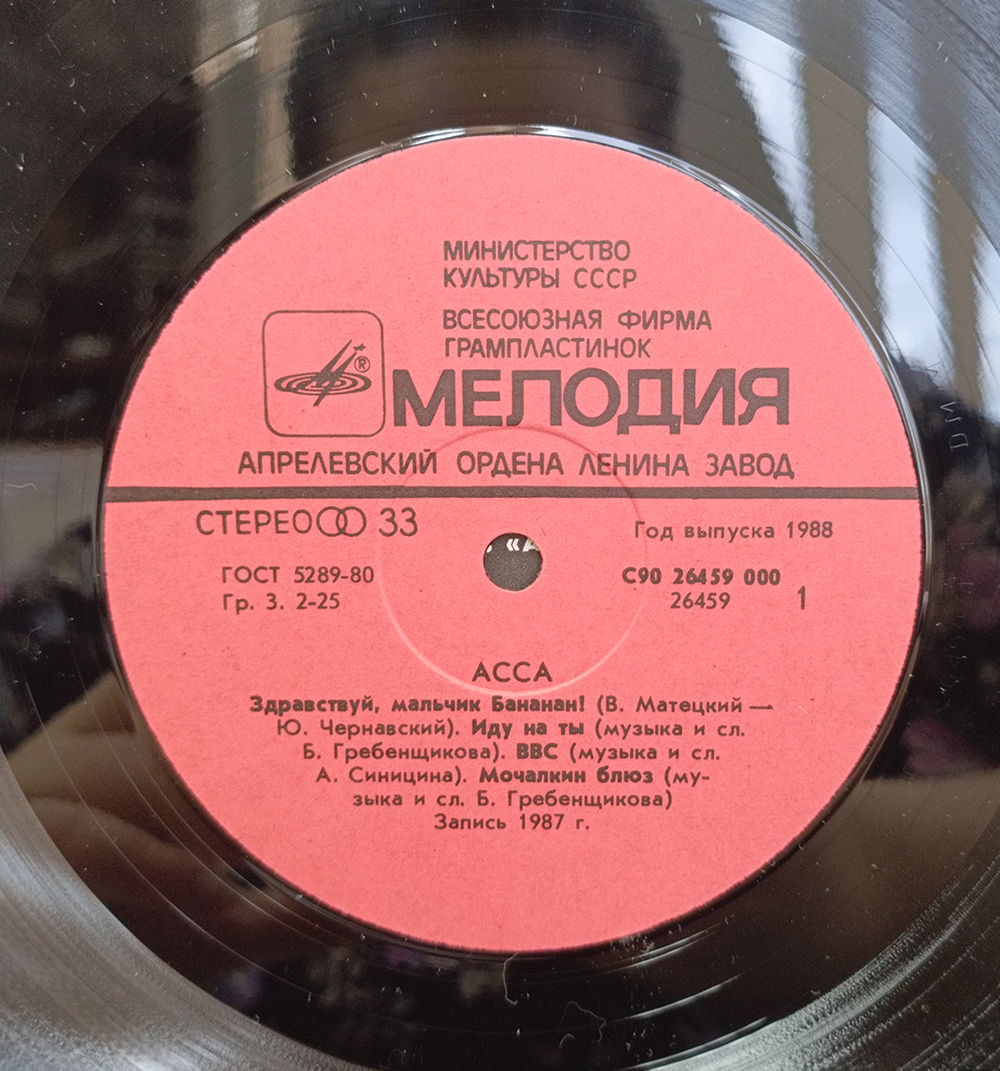 МИНИСТЕРСТВО
КУЛЬТУРЫ СССР
ВСЕСОЮЗНАЯ ФИРМА
ГРАМПЛАСТИНОК
®
МЕЛОДИЯ
АПРЕЛЕВСКИЙ ОРДЕНА ЛЕНИНА ЗАВОД
СТЕРЕО 33
Год выпуска 1988
«А
ГОСТ 5289-80
С90 26459 000
Гр. 3. 2-25
26459 1
АССА
Здравствуй, мальчик Бананан! (В. Матецкий —
Ю. Чернавский). Иду на ты (музыка и сл.
Б. Гребенщикова). ВВС (музыка и сл.
А. Синицина). Мочалкин блюз (му-
зыка и сл. Б. Гребенщикова)
Запись 1987 г.